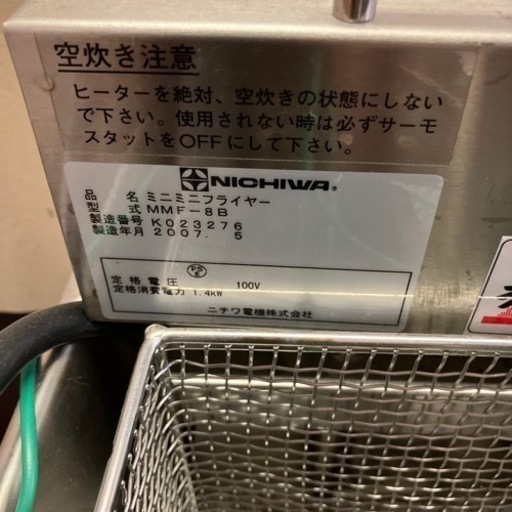 空炊き注意
ヒーターを絶対、空炊きの状態にしない
で下さい。使用されない時は必ずサーモ
スタットをOFFにして下さい。
NICHIWA®
品名 ミニミニフライヤー
型式 MMF-8B
製造番号 K023276
製造年月 2007. 5
PSE
定格電圧 100V
定格消費電力 1.4kW
ニチワ電機株式会社